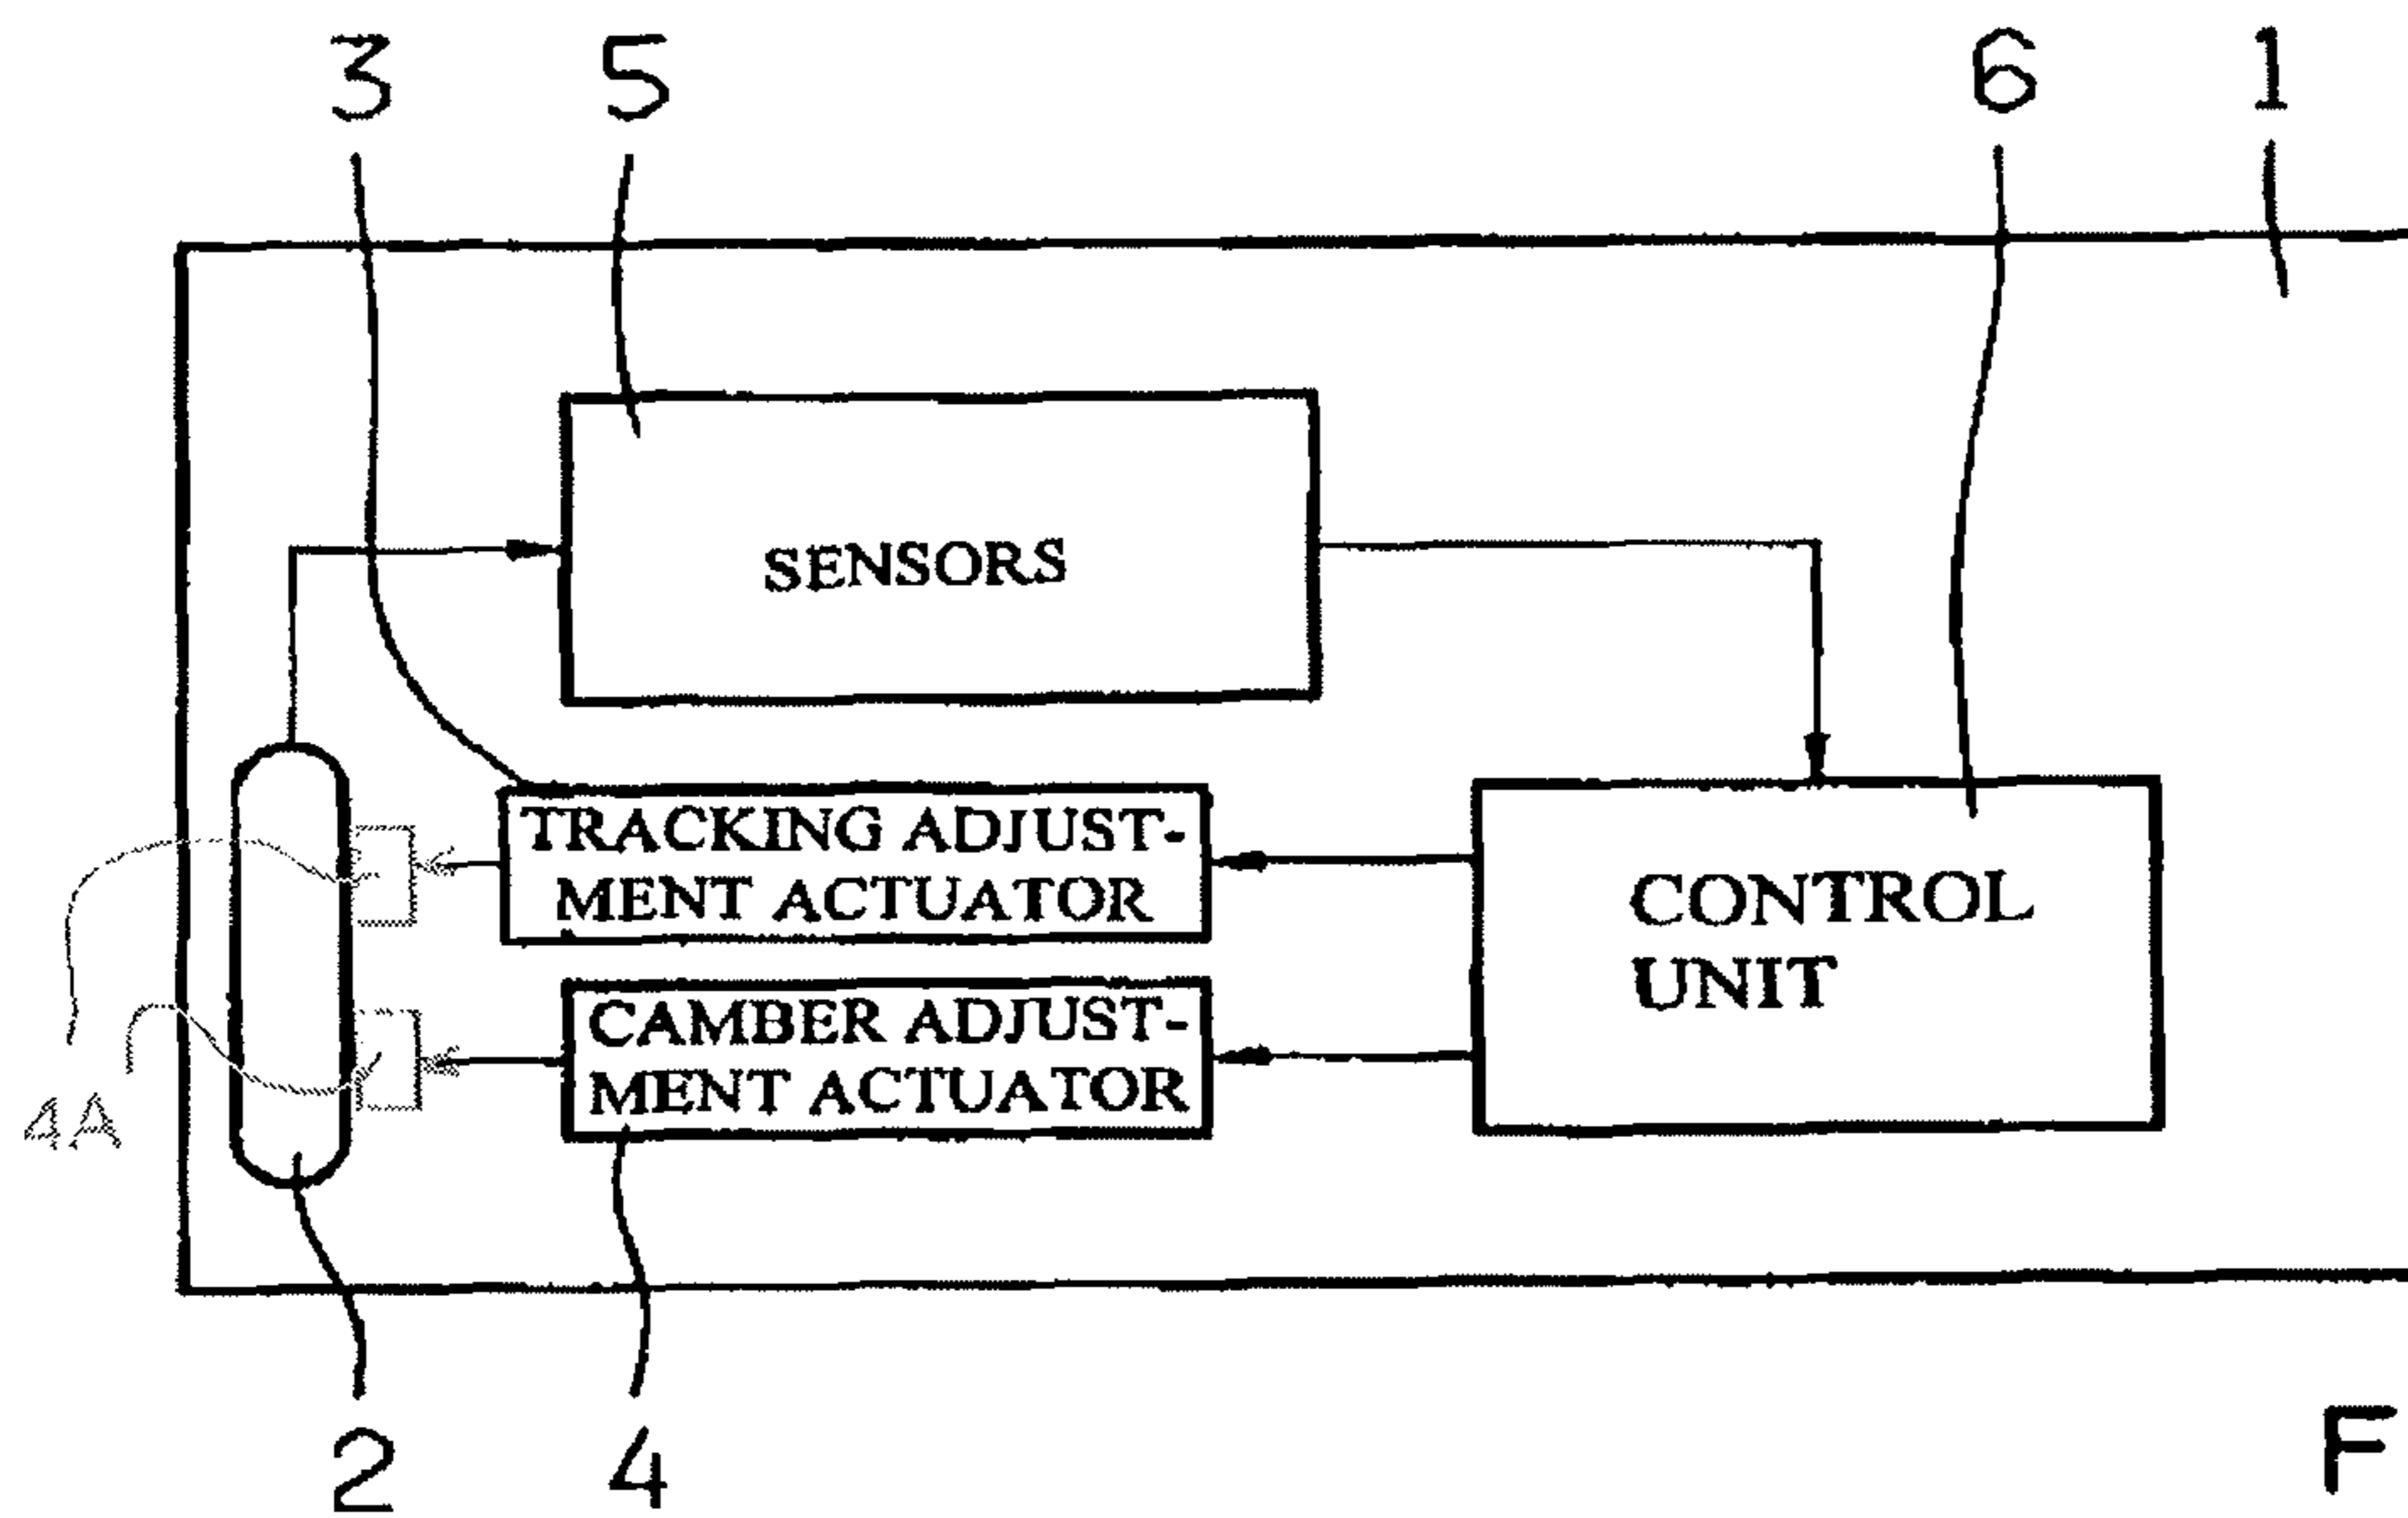 3 5 6 1
SENSORS
TRACKING ADJUST-
MENT ACTUATOR
CONTROL
UNIT
CAMBER ADJUST-
MENT ACTUATOR
4A
2 4
F